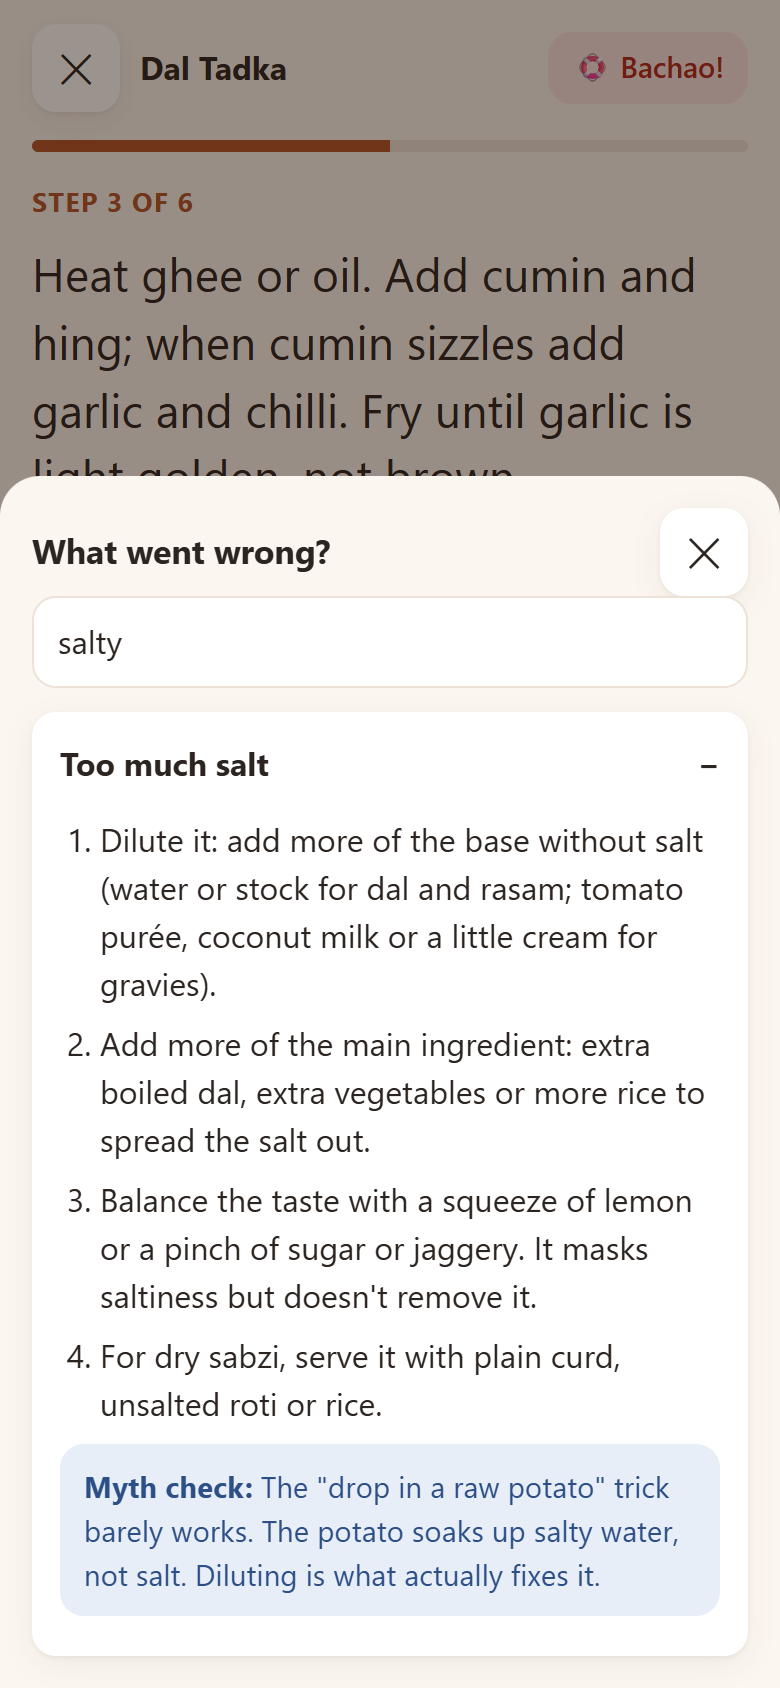 Dal Tadka
Bachao!
STEP 3 OF 6
Heat ghee or oil. Add cumin and
hing; when cumin sizzles add
garlic and chilli. Fry until garlic is
light golden, not brown.
What went wrong?
salty
Too much salt
1. Dilute it: add more of the base without salt
(water or stock for dal and rasam; tomato
purée, coconut milk or a little cream for
gravies).
2. Add more of the main ingredient: extra
boiled dal, extra vegetables or more rice to
spread the salt out.
3. Balance the taste with a squeeze of lemon
or a pinch of sugar or jaggery. It masks
saltiness but doesn't remove it.
4. For dry sabzi, serve it with plain curd,
unsalted roti or rice.
Myth check: The "drop in a raw potato" trick
barely works. The potato soaks up salty water,
not salt. Diluting is what actually fixes it.